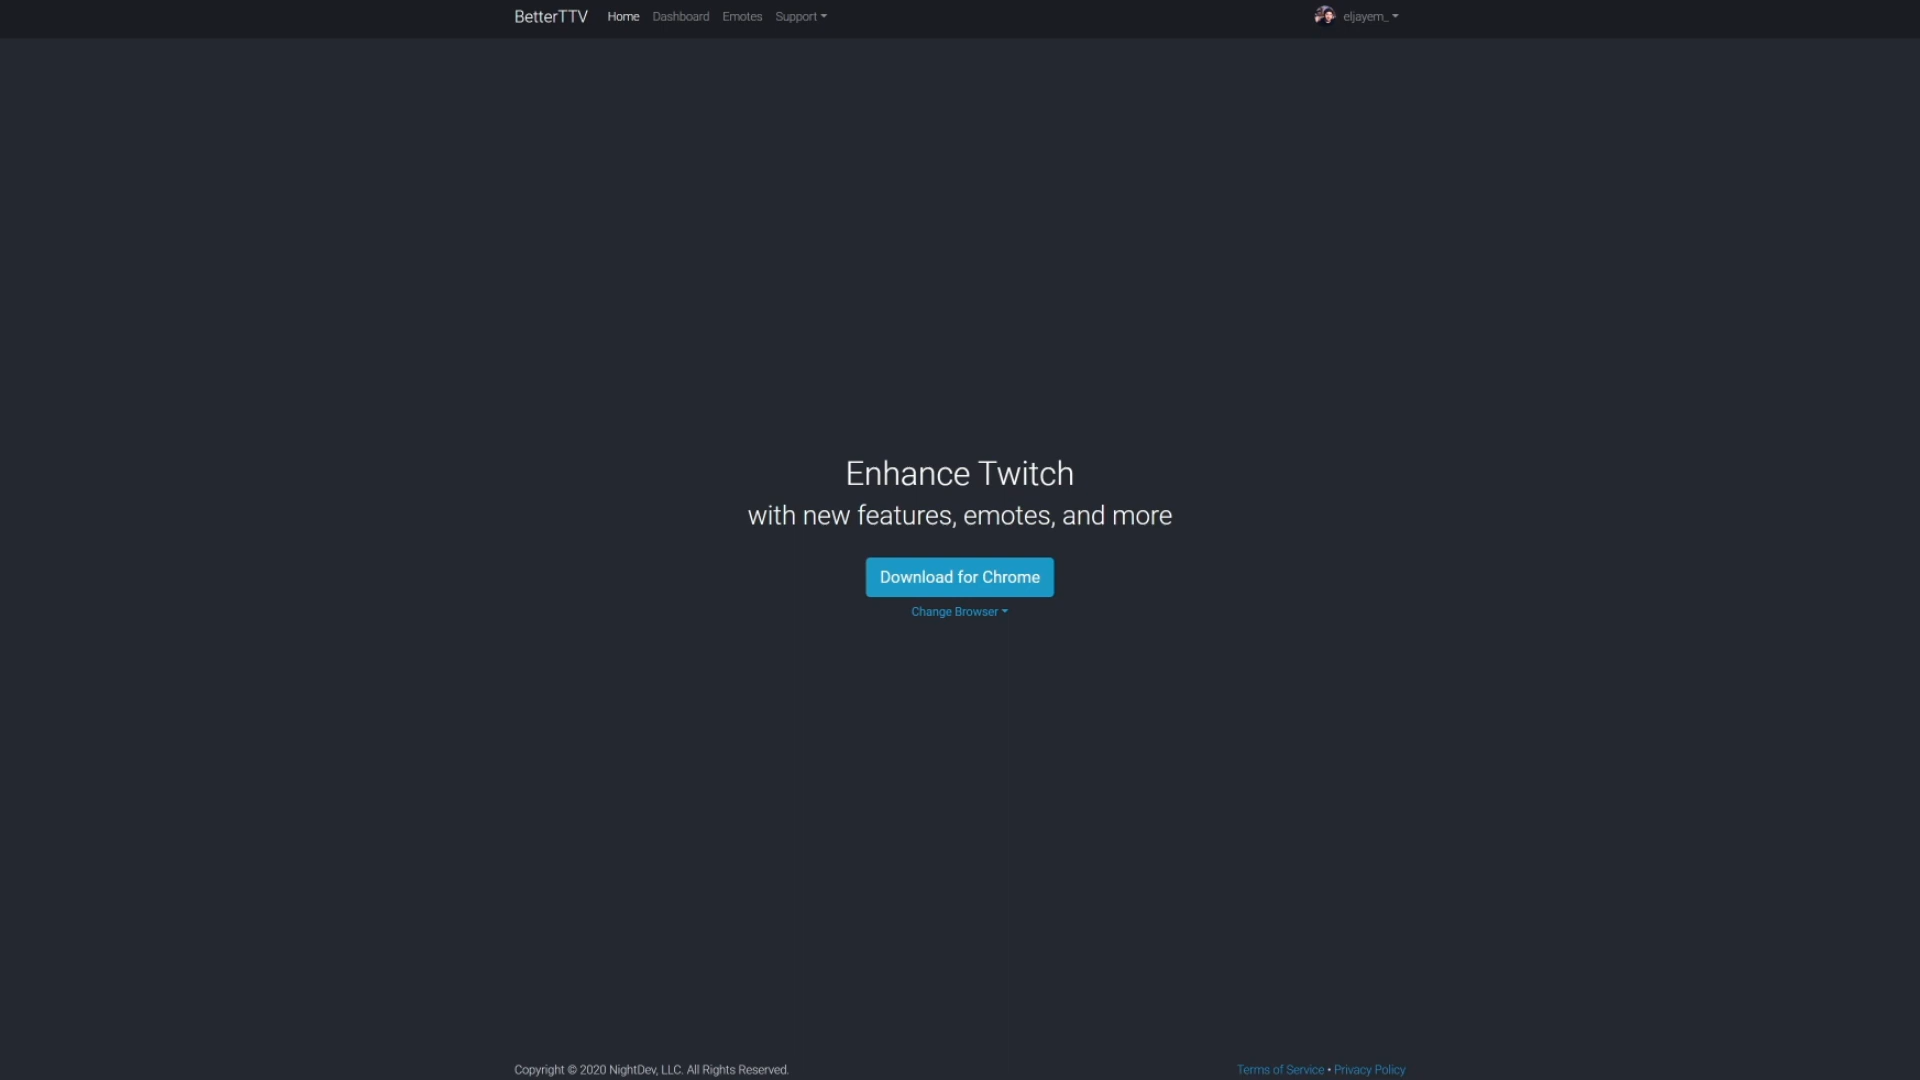 BetterTTV Home Dashboard Emotes Support eljayem_
Enhance Twitch
with new features, emotes, and more
Download for Chrome
Change Browser
Copyright © 2020 NightDev, LLC. All Rights Reserved. Terms of Service • Privacy Policy